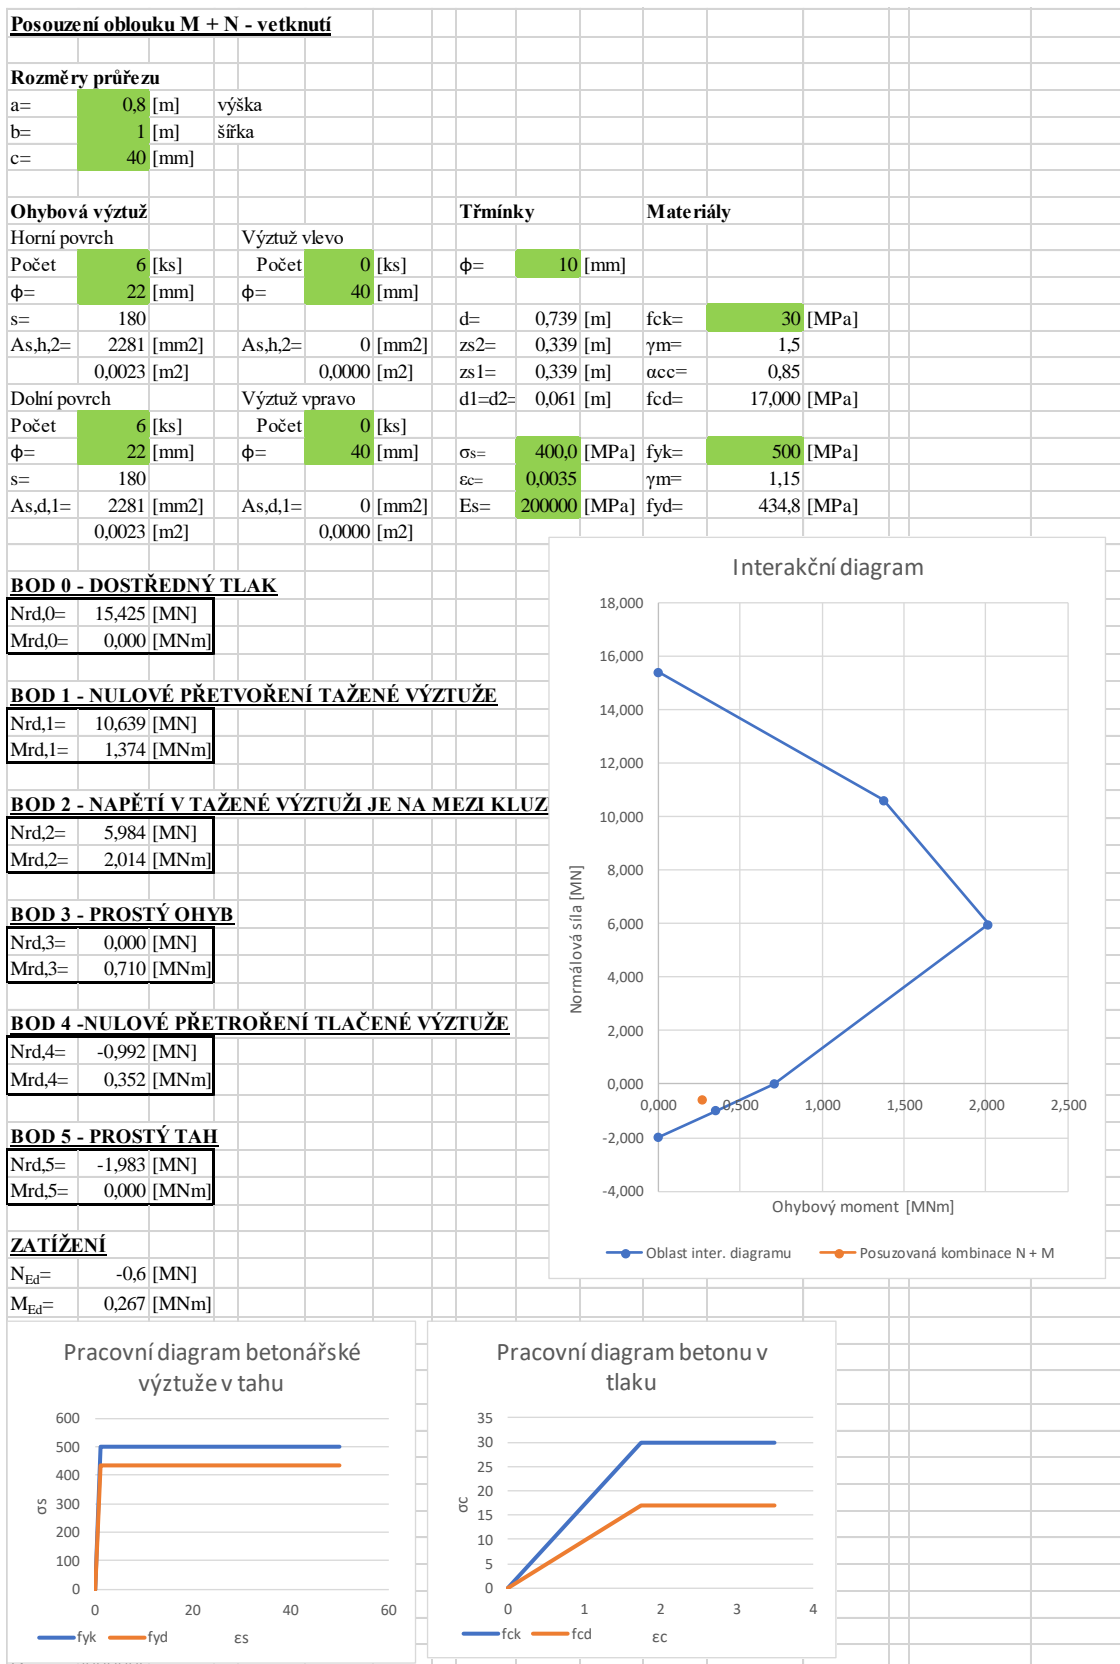 Posouzení oblouku M + N - vetknutí
Rozměry průřezu
a= 0,8 [m] výška
b= 1 [m] šířka
c= 40 [mm]
Ohybová výztuž Třmínky Materiály
Horní povrch Výztuž vlevo
Počet 6 [ks] Počet 0 [ks] ϕ= 10 [mm]
ϕ= 22 [mm] ϕ= 40 [mm]
s= 180 d= 0,739 [m] fck= 30 [MPa]
As,h,2= 2281 [mm2] As,h,2= 0 [mm2] zs2= 0,339 [m] γm= 1,5
0,0023 [m2] 0,0000 [m2] zs1= 0,339 [m] αcc= 0,85
Dolní povrch Výztuž vpravo d1=d2= 0,061 [m] fcd= 17,000 [MPa]
Počet 6 [ks] Počet 0 [ks]
ϕ= 22 [mm] ϕ= 40 [mm] σs= 400,0 [MPa] fyk= 500 [MPa]
s= 180 εc= 0,0035 γm= 1,15
As,d,1= 2281 [mm2] As,d,1= 0 [mm2] Es= 200000 [MPa] fyd= 434,8 [MPa]
0,0023 [m2] 0,0000 [m2]
BOD 0 - DOSTŘEDNÝ TLAK
Nrd,0= 15,425 [MN]
Mrd,0= 0,000 [MNm]
BOD 1 - NULOVÉ PŘETVOŘENÍ TAŽENÉ VÝZTUŽE
Nrd,1= 10,639 [MN]
Mrd,1= 1,374 [MNm]
BOD 2 - NAPĚTÍ V TAŽENÉ VÝZTUŽI JE NA MEZI KLUZ
Nrd,2= 5,984 [MN]
Mrd,2= 2,014 [MNm]
BOD 3 - PROSTÝ OHYB
Nrd,3= 0,000 [MN]
Mrd,3= 0,710 [MNm]
BOD 4 -NULOVÉ PŘETROŘENÍ TLAČENÉ VÝZTUŽE
Nrd,4= -0,992 [MN]
Mrd,4= 0,352 [MNm]
BOD 5 - PROSTÝ TAH
Nrd,5= -1,983 [MN]
Mrd,5= 0,000 [MNm]
ZATÍŽENÍ
NEd= -0,6 [MN]
MEd= 0,267 [MNm]
Interakční diagram
18,000
16,000
14,000
12,000
10,000
8,000
6,000
4,000
2,000
0,000
-2,000
-4,000
Normálová síla [MN]
0,000 0,500 1,000 1,500 2,000 2,500
Ohybový moment [MNm]
Oblast inter. diagramu Posuzovaná kombinace N + M
Pracovní diagram betonářské
výztuže v tahu
600
500
400
300
200
100
0
σs
0 20 40 60
fyk fyd εs
Pracovní diagram betonu v
tlaku
35
30
25
20
15
10
5
0
σc
0 1 2 3 4
fck fcd εc